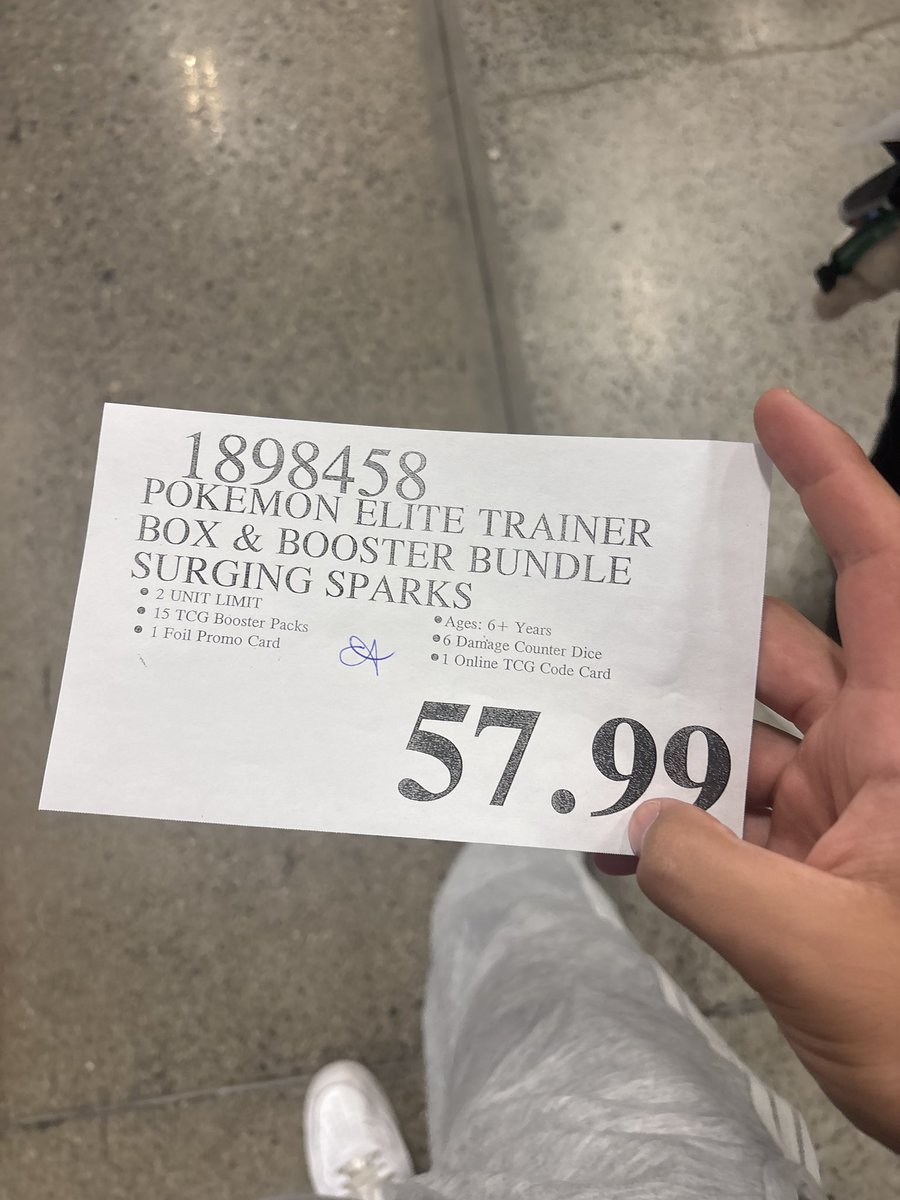 1898458
POKEMON ELITE TRAINER
BOX & BOOSTER BUNDLE
SURGING SPARKS
• 2 UNIT LIMIT
• 15 TCG Booster Packs
• 1 Foil Promo Card
• Ages: 6+ Years
• 6 Damage Counter Dice
• 1 Online TCG Code Card
57.99